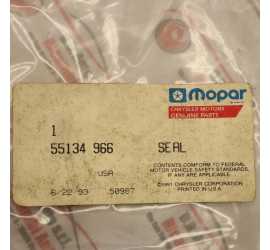 Mopar
CHRYSLER MOTORS
GENUINE PARTS
1
55134 966 SEAL
CONTENTS CONFORM TO FEDERAL
MOTOR VEHICLE SAFETY STANDARDS,
IF ANY ARE APPLICABLE.
USA
©1991 CHRYSLER CORPORATION
6 22 93 50987 PRINTED IN U.S.A.